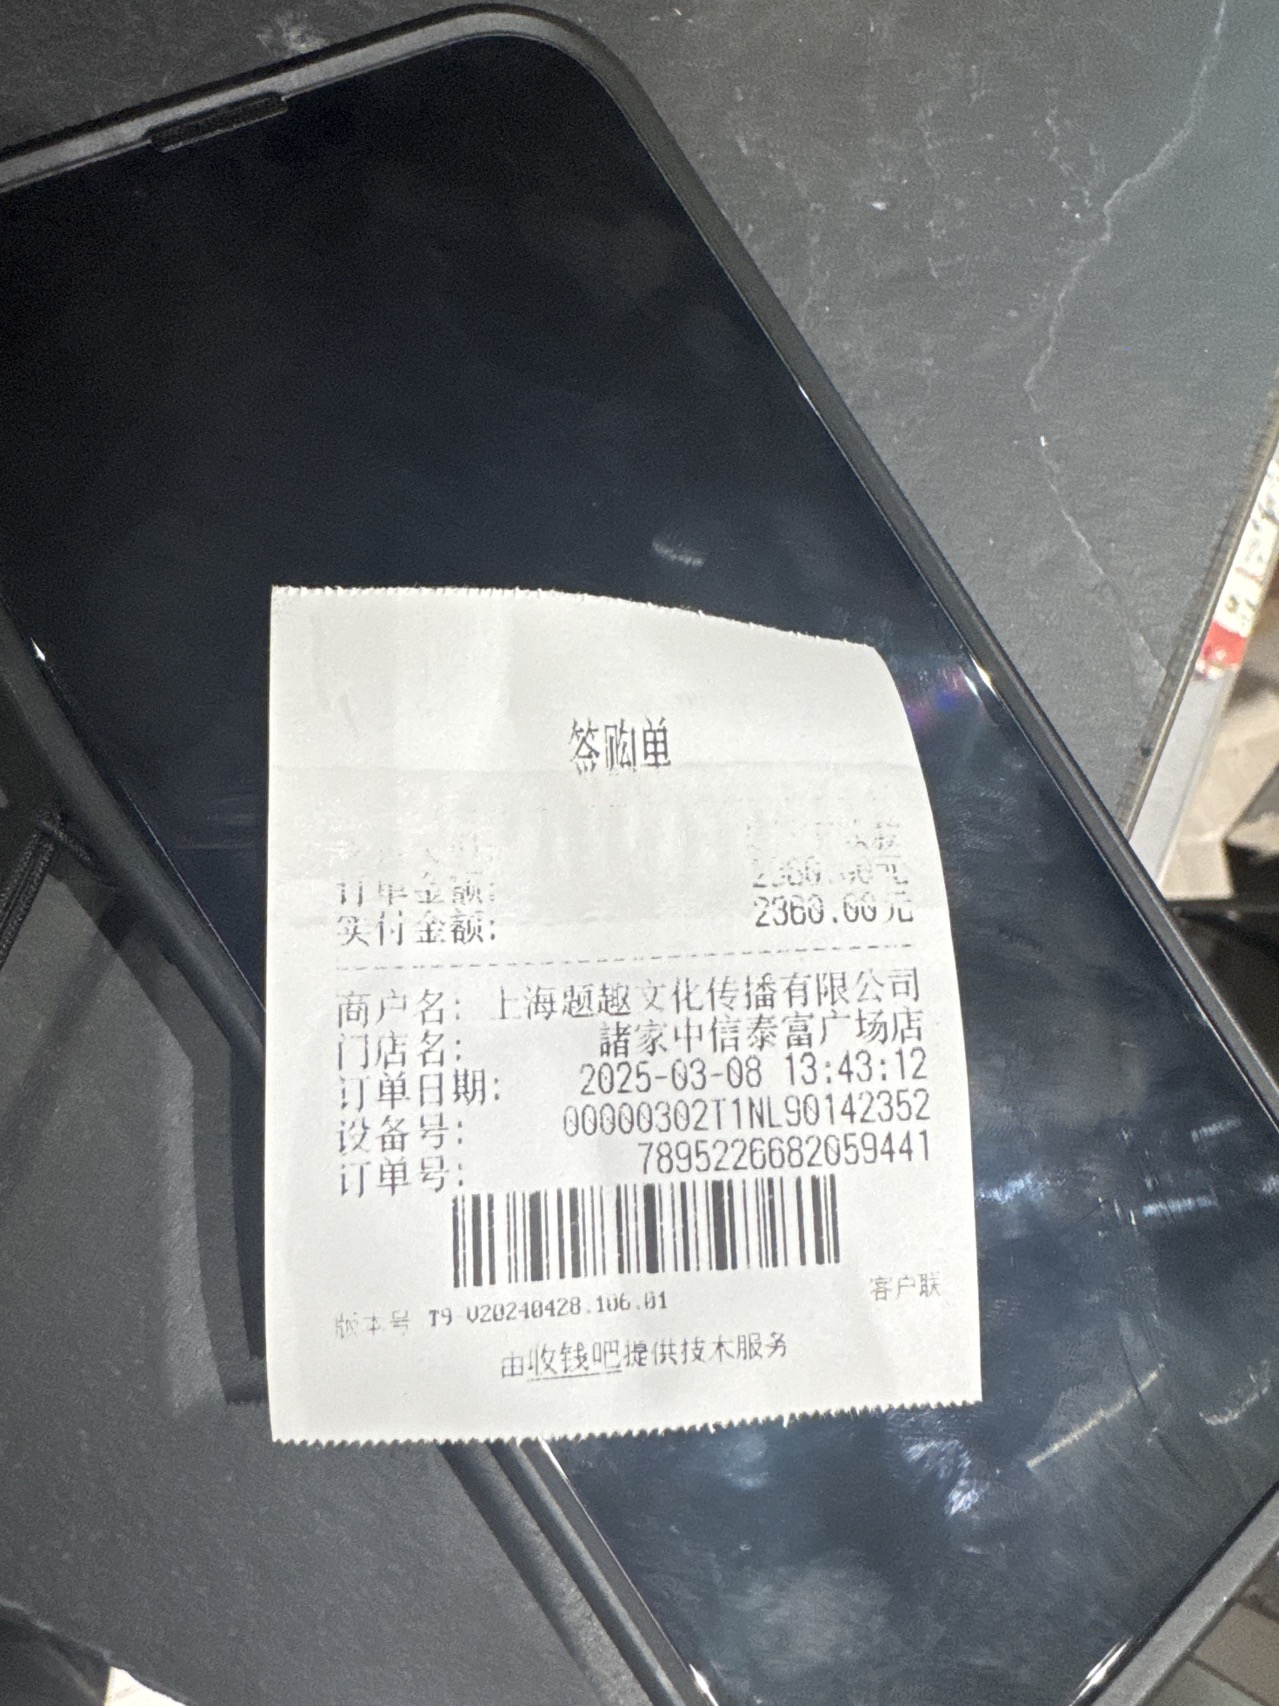 签购单
订单金额: 2360.00元
实付金额: 2360.00元
商户名: 上海题趣文化传播有限公司
门店名: 諸家中信泰富广场店
订单日期: 2025-03-08 13:43:12
设备号: 00000302T1NL90142352
订单号: 7895226682059441
客户联
版本号 T9 V20240428.106.01
由收钱吧提供技术服务